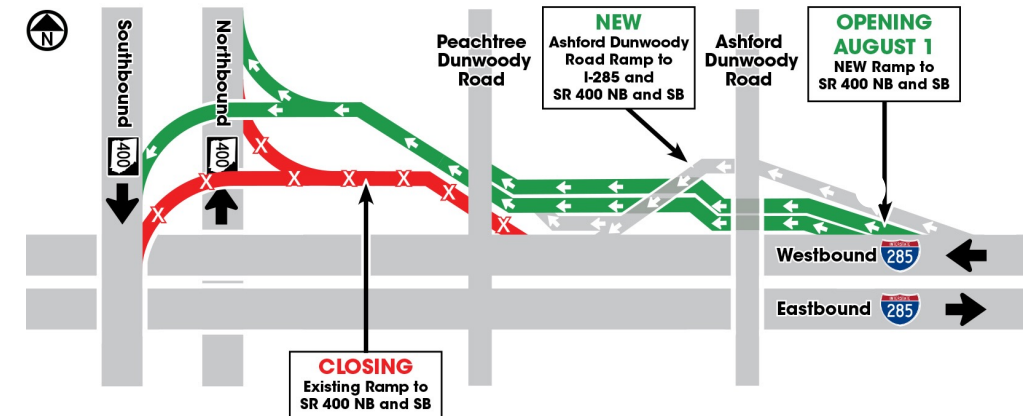 N
Southbound
400
Northbound
400
Peachtree
Dunwoody
Road
NEW
Ashford Dunwoody
Road Ramp to
I-285 and
SR 400 NB and SB
Ashford
Dunwoody
Road
OPENING
AUGUST 1
NEW Ramp to
SR 400 NB and SB
X
X
X
X
X
X
X
X
Westbound
INTERSTATE
285
Eastbound
INTERSTATE
285
CLOSING
Existing Ramp to
SR 400 NB and SB